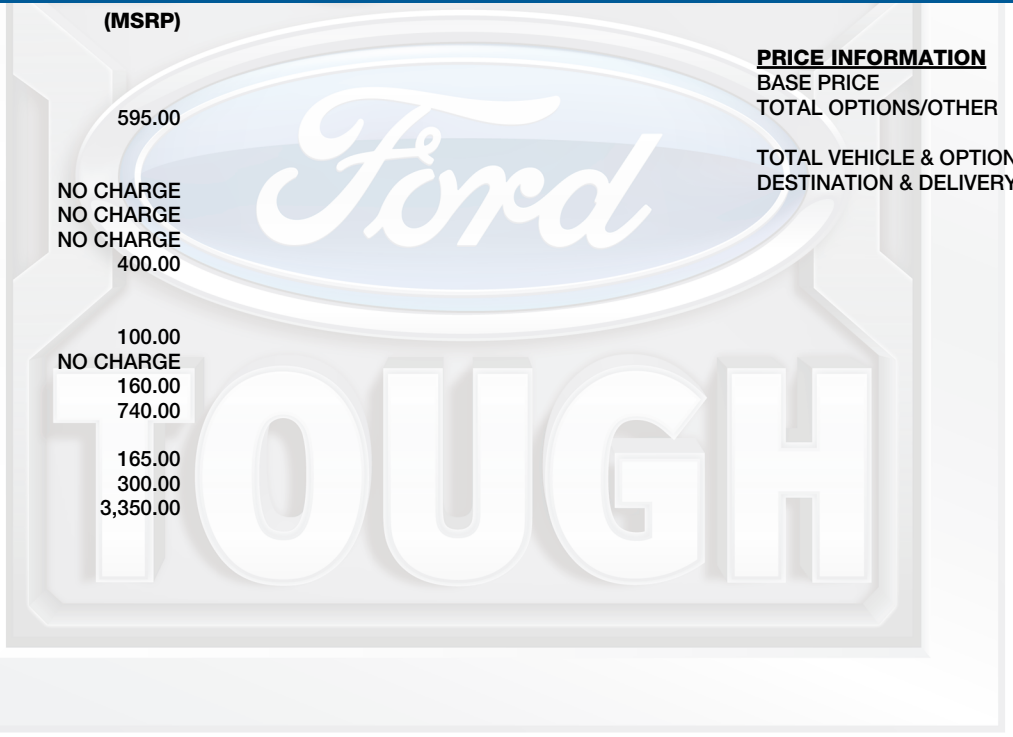 (MSRP)
595.00
NO CHARGE
NO CHARGE
NO CHARGE
400.00
100.00
NO CHARGE
160.00
740.00
165.00
300.00
3,350.00
PRICE INFORMATION
BASE PRICE
TOTAL OPTIONS/OTHER
TOTAL VEHICLE & OPTION
DESTINATION & DELIVERY
Ford
TOUGH